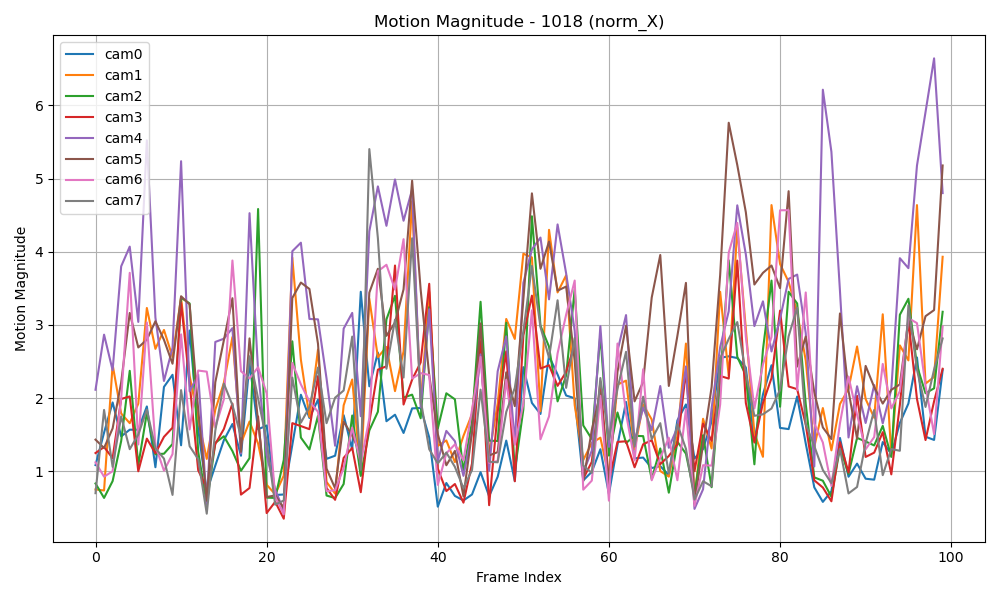 Motion Magnitude - 1018 (norm_X)
cam0
cam1
cam2
cam3
cam4
cam5
cam6
cam7
Motion Magnitude
6
5
4
3
2
1
0
20
40
60
80
100
Frame Index